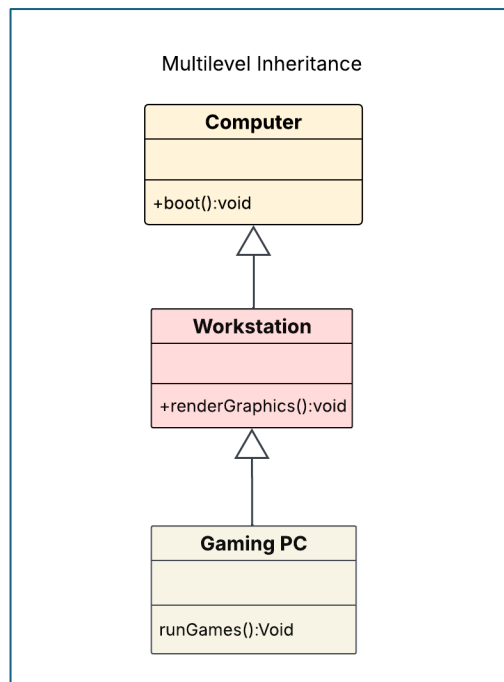 Multilevel Inheritance
Computer
+boot():void
Workstation
+renderGraphics():void
Gaming PC
runGames():Void